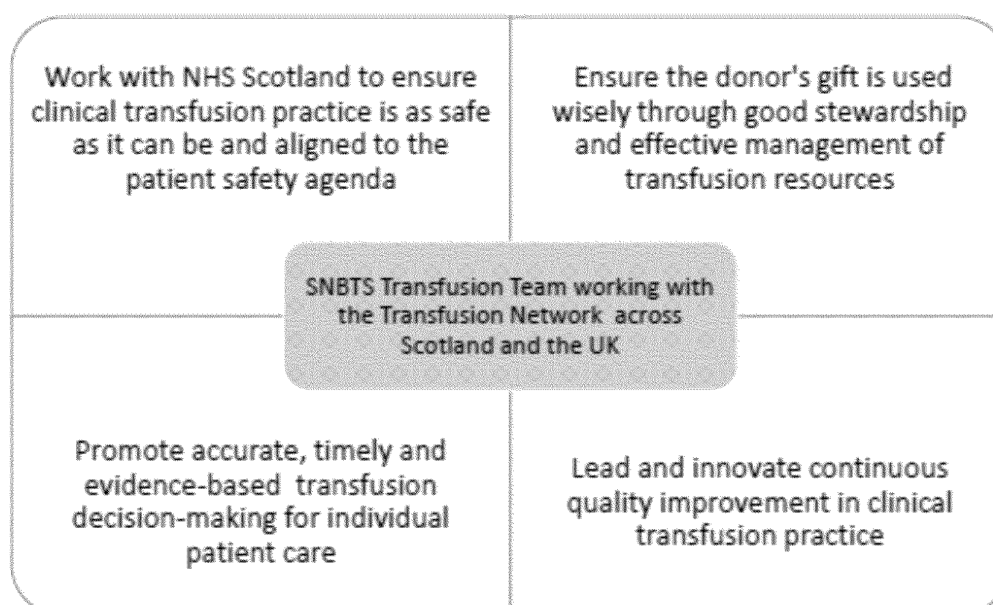 Work with NHS Scotland to ensure
clinical transfusion practice is as safe
as it can be and aligned to the
patient safety agenda
Ensure the donor's gift is used
wisely through good stewardship
and effective management of
transfusion resources
SNBTS Transfusion Team working with
the Transfusion Network across
Scotland and the UK
Promote accurate, timely and
evidence-based transfusion
decision-making for individual
patient care
Lead and innovate continuous
quality improvement in clinical
transfusion practice